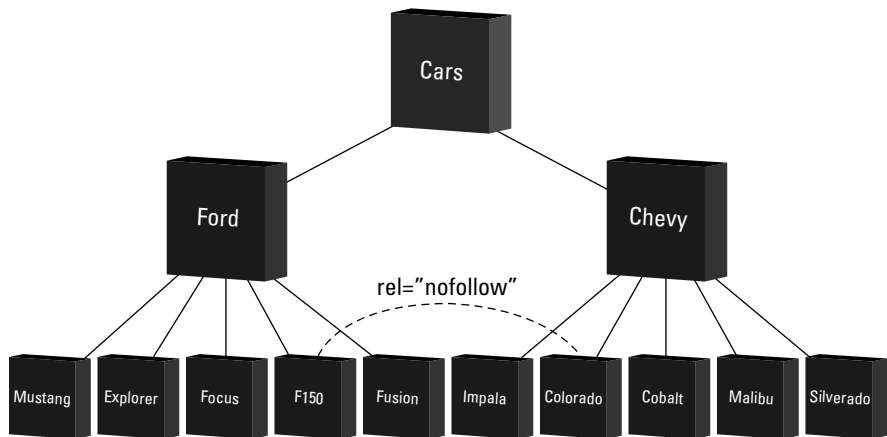 Cars
Ford
Chevy
rel=”nofollow”
Mustang
Explorer
Focus
F150
Fusion
Impala
Colorado
Cobalt
Malibu
Silverado